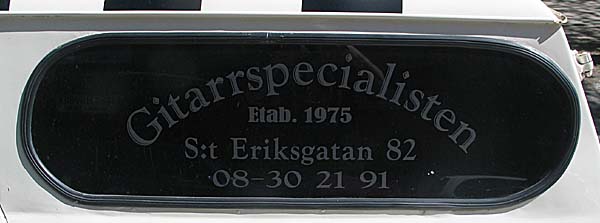 Gitarrspecialisten
Etab. 1975
S:t Eriksgatan 82
08-30 21 91